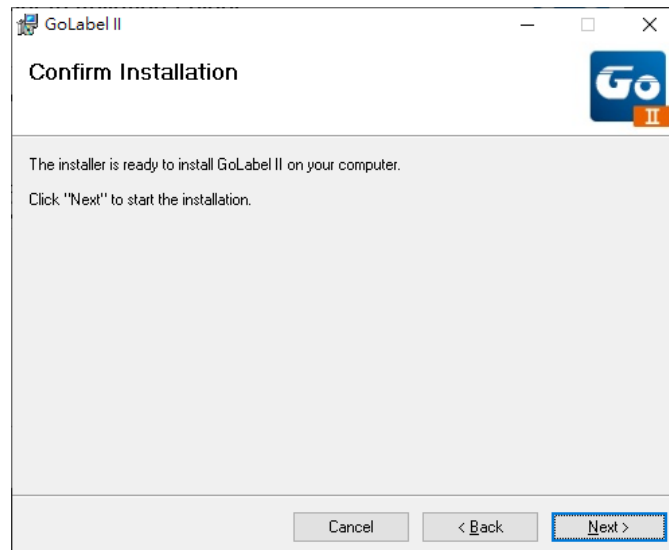 GoLabel II
Confirm Installation
Go
II
The installer is ready to install GoLabel II on your computer.
Click "Next" to start the installation.
Cancel
< Back
Next >